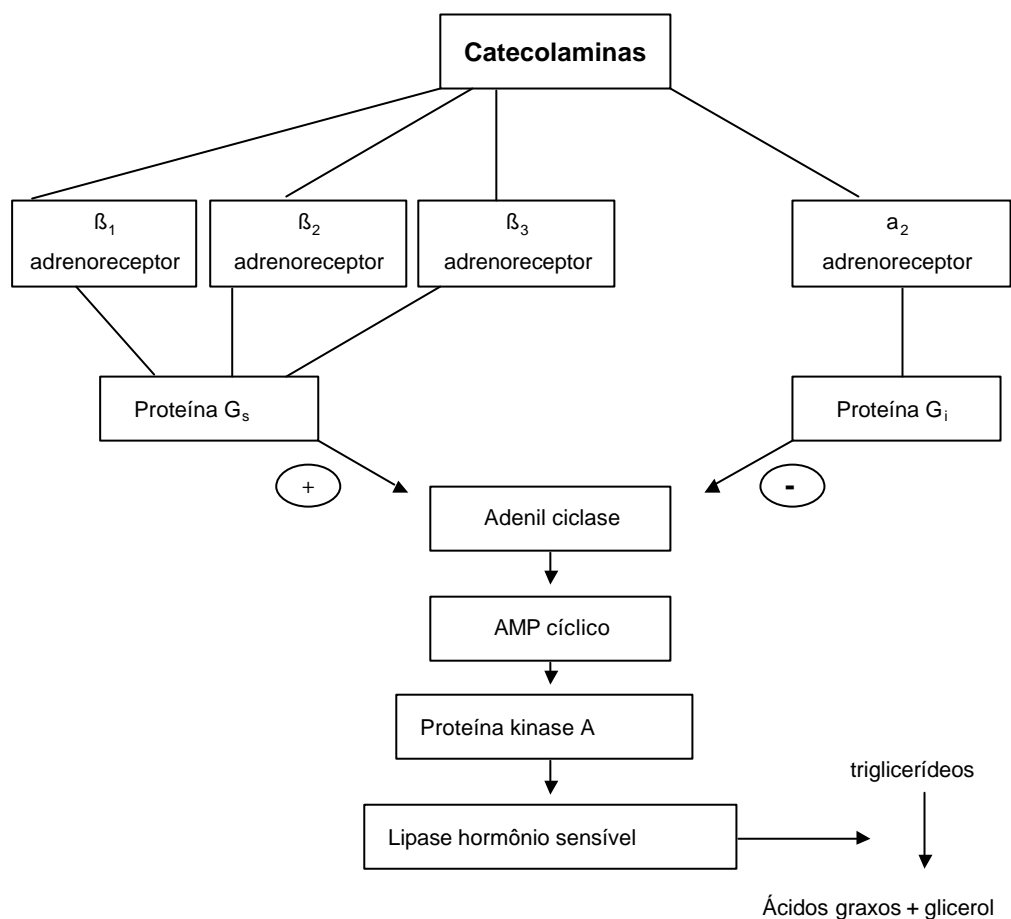 Catecolaminas
ß₁
adrenoreceptor
ß₂
adrenoreceptor
ß₃
adrenoreceptor
a₂
adrenoreceptor
Proteína Gₛ
Proteína Gᵢ
+
-
Adenil ciclase
AMP cíclico
Proteína kinase A
triglicerídeos
Lipase hormônio sensível
Ácidos graxos + glicerol